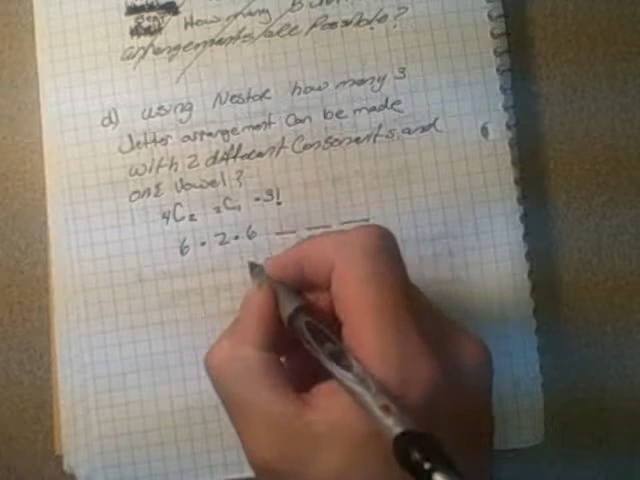 How many
arrangements are possible?
d) using Nestor how many 3
letter arrangement can be made
with 2 different consonants and
one vowel?
4C2 2C1 · 3!
6 · 2 · 6 _ _ _